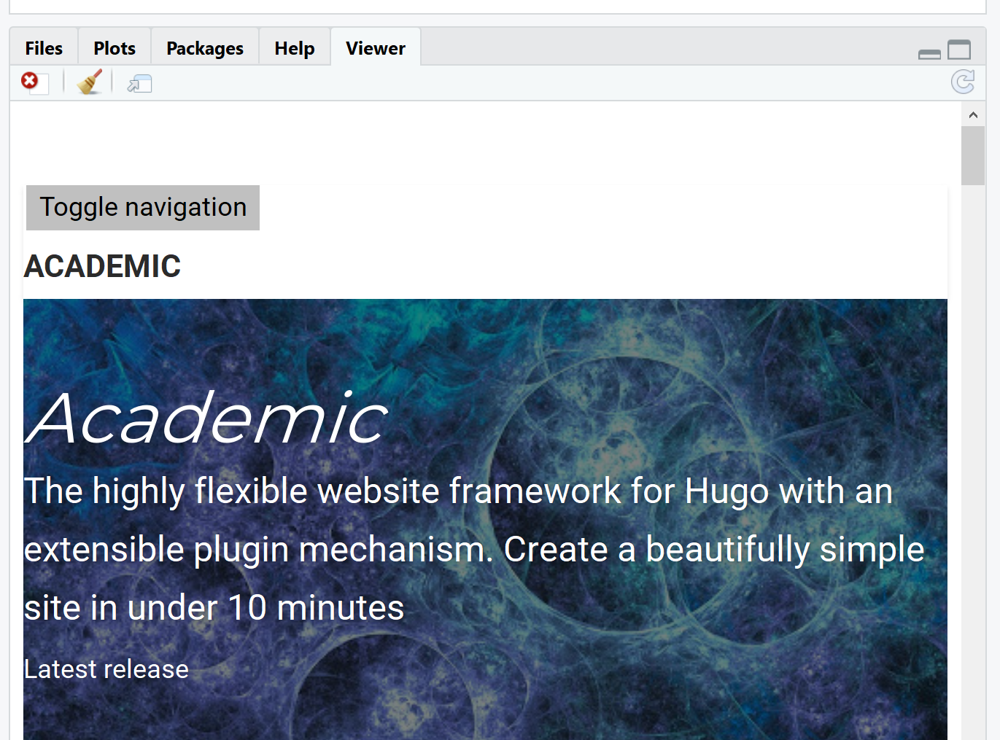 Files Plots Packages Help Viewer
Toggle navigation
ACADEMIC
Academic
The highly flexible website framework for Hugo with an
extensible plugin mechanism. Create a beautifully simple
site in under 10 minutes
Latest release